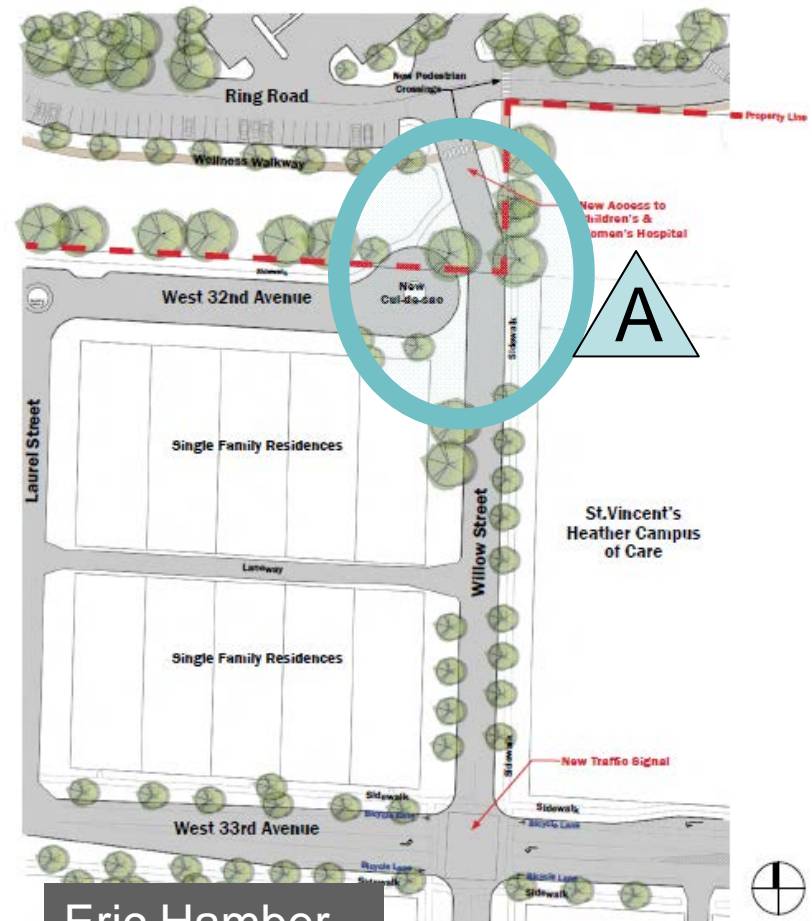 New Pedestrian
Crossings
Ring Road
Property Line
Wellness Walkway
New Access to
Children's &
Women's Hospital
Sidewalk
West 32nd Avenue
New
Cul-de-sac
A
Sidewalk
Laurel Street
Single Family Residences
Willow Street
St.Vincent's
Heather Campus
of Care
Laneway
Single Family Residences
Sidewalk
New Traffic Signal
Sidewalk
Sidewalk
Bicycle Lane
Bicycle Lane
West 33rd Avenue
Bicycle Lane
Bicycle Lane
Sidewalk
Sidewalk
Eric Hamber